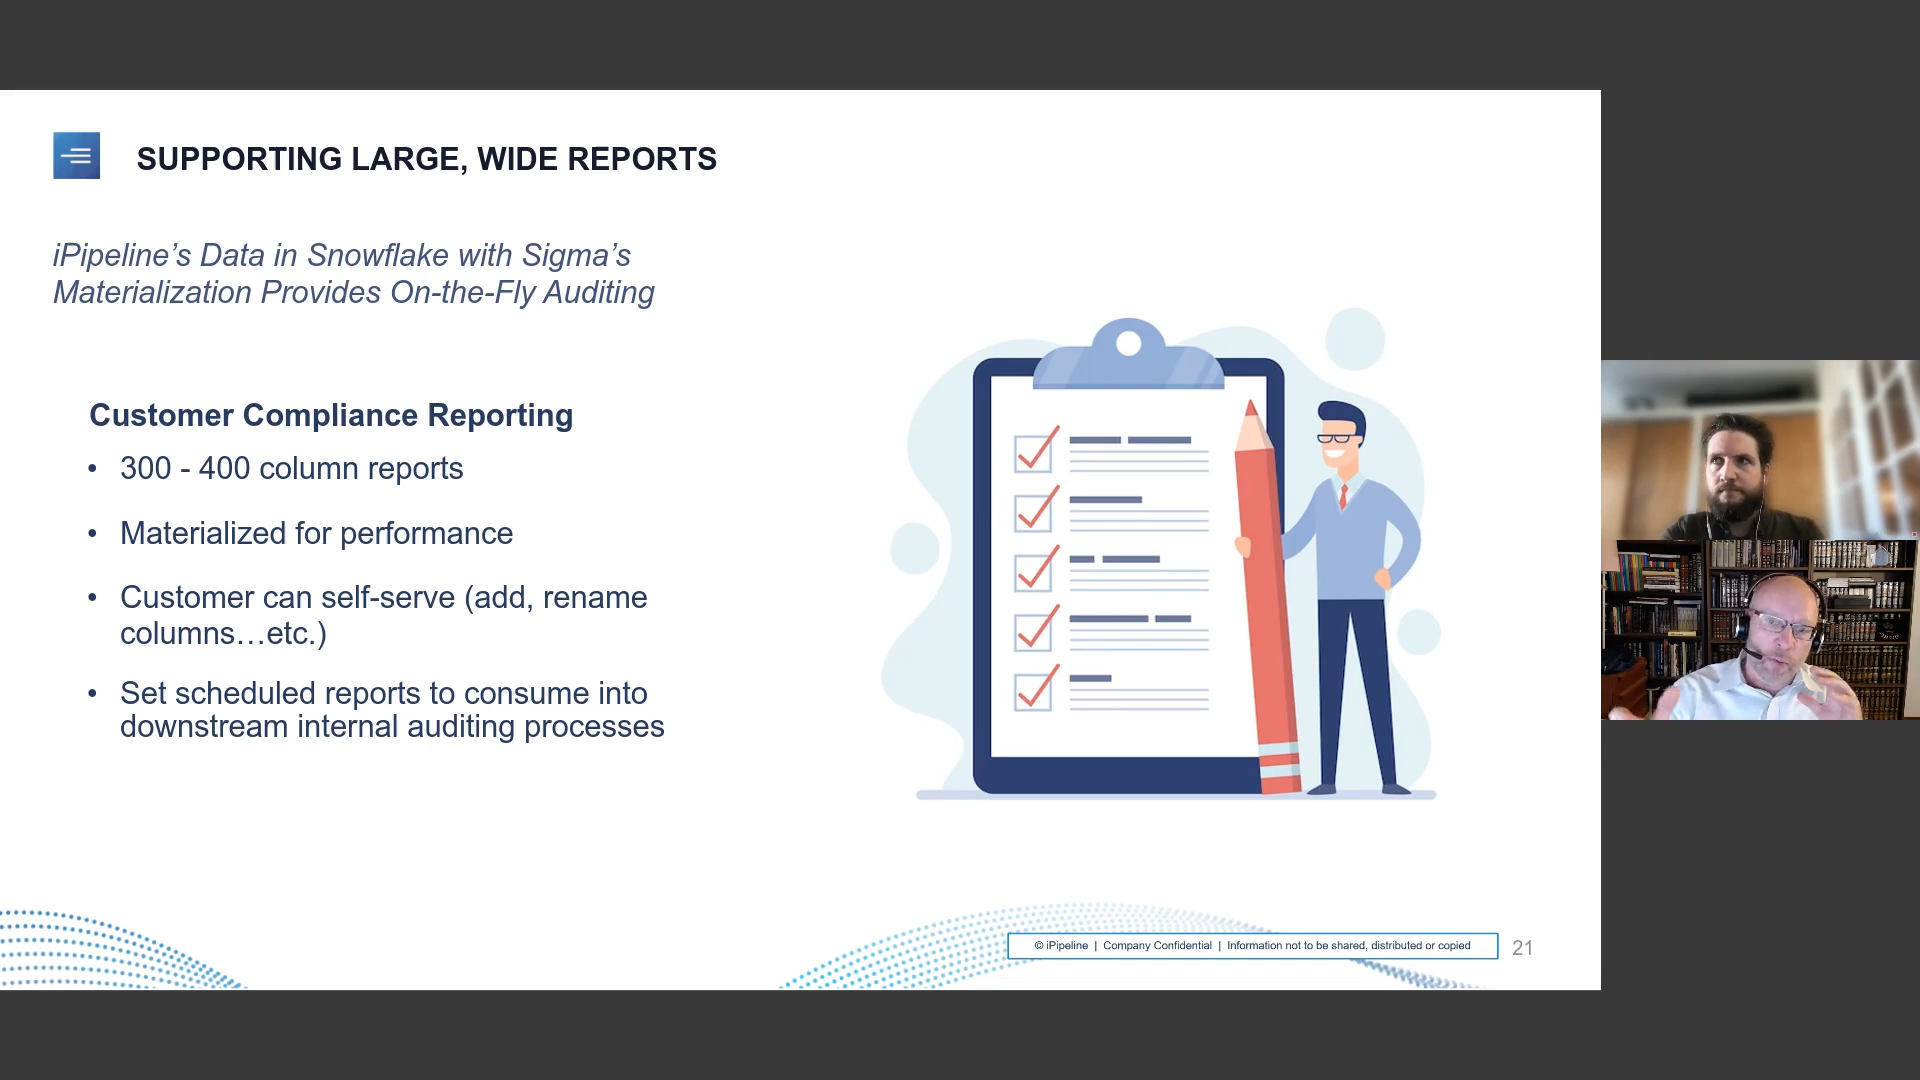 SUPPORTING LARGE, WIDE REPORTS
iPipeline’s Data in Snowflake with Sigma’s
Materialization Provides On-the-Fly Auditing
Customer Compliance Reporting
• 300 - 400 column reports
• Materialized for performance
• Customer can self-serve (add, rename
columns…etc.)
• Set scheduled reports to consume into
downstream internal auditing processes
© iPipeline | Company Confidential | Information not to be shared, distributed or copied
21